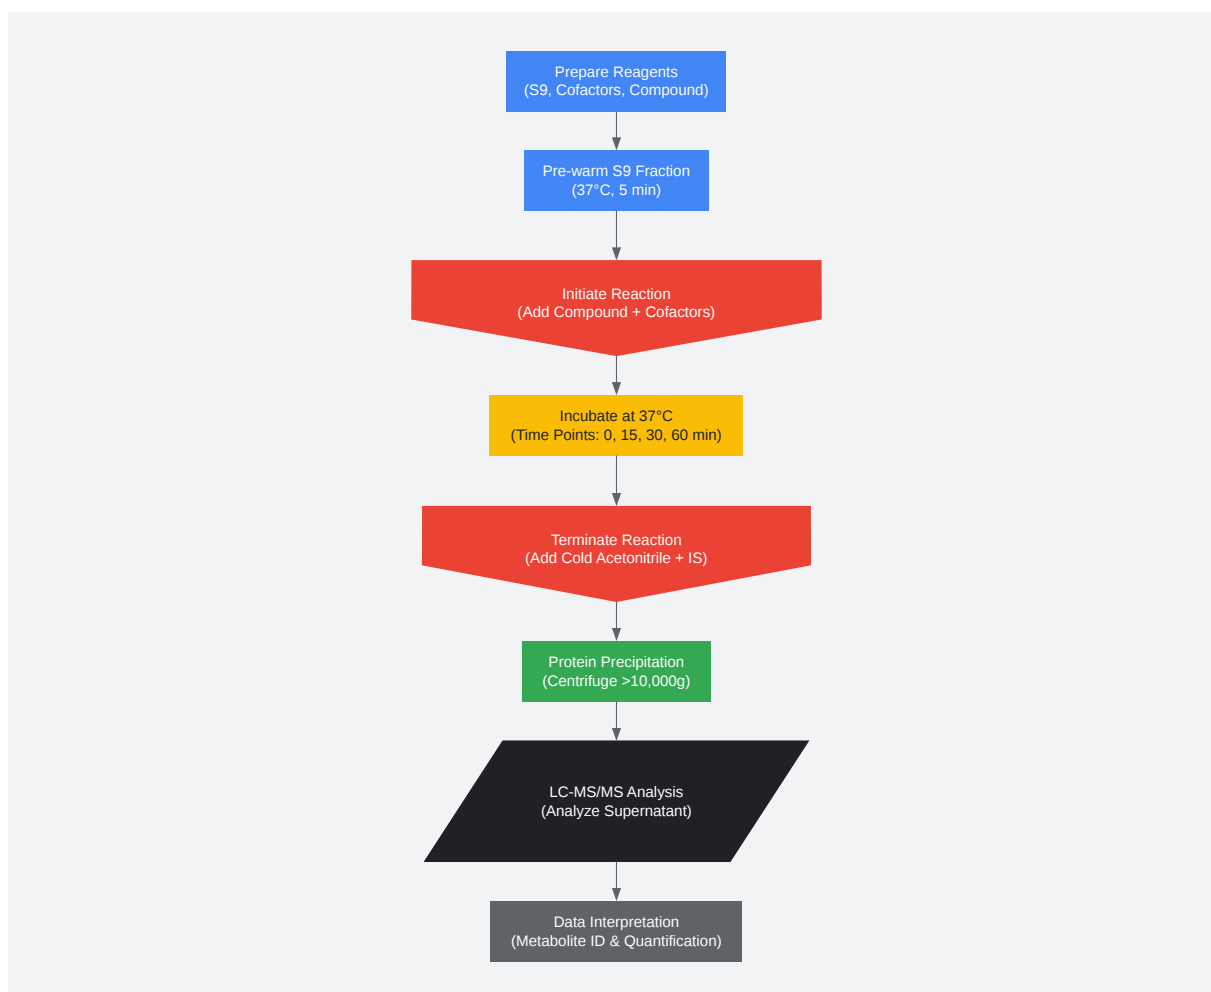 Prepare Reagents
(S9, Cofactors, Compound)
Pre-warm S9 Fraction
(37°C, 5 min)
Initiate Reaction
(Add Compound + Cofactors)
Incubate at 37°C
(Time Points: 0, 15, 30, 60 min)
Terminate Reaction
(Add Cold Acetonitrile + IS)
Protein Precipitation
(Centrifuge >10,000g)
LC-MS/MS Analysis
(Analyze Supernatant)
Data Interpretation
(Metabolite ID & Quantification)